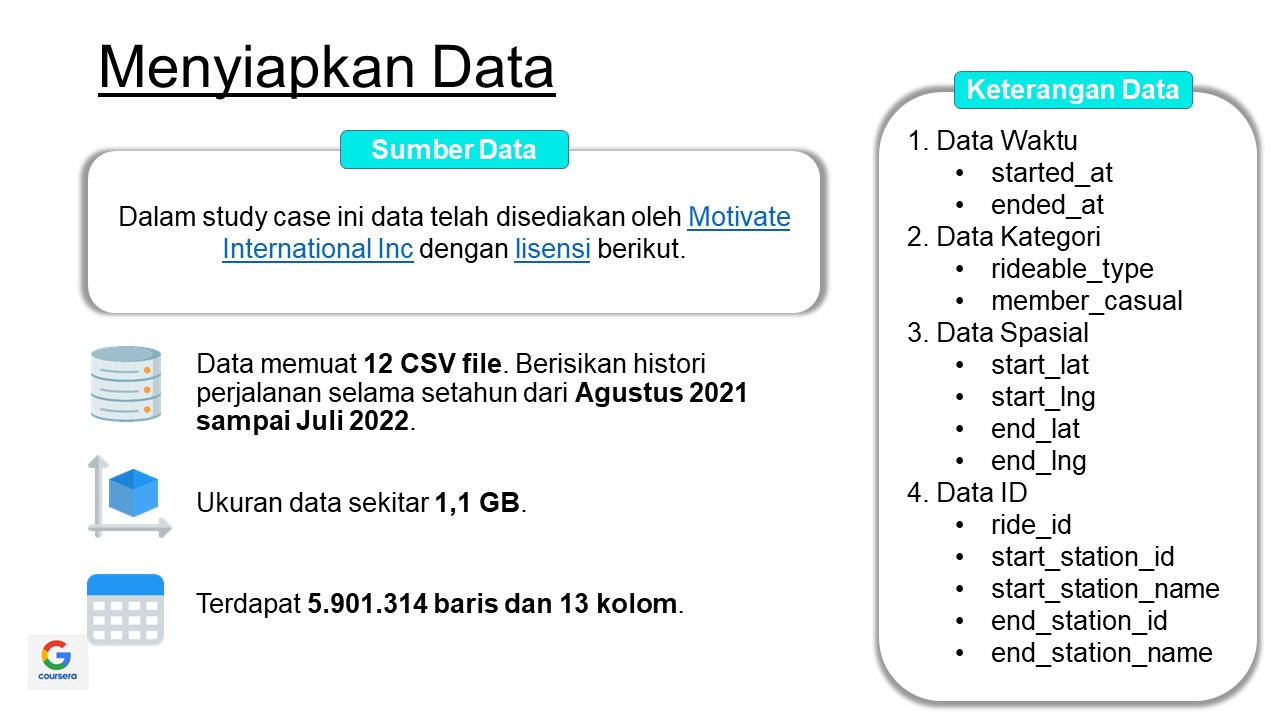 Menyiapkan Data
Sumber Data
Dalam study case ini data telah disediakan oleh Motivate
International Inc dengan lisensi berikut.
Data memuat 12 CSV file. Berisikan histori
perjalanan selama setahun dari Agustus 2021
sampai Juli 2022.
Ukuran data sekitar 1,1 GB.
Terdapat 5.901.314 baris dan 13 kolom.
G
coursera
Keterangan Data
1. Data Waktu
• started_at
• ended_at
2. Data Kategori
• rideable_type
• member_casual
3. Data Spasial
• start_lat
• start_lng
• end_lat
• end_lng
4. Data ID
• ride_id
• start_station_id
• start_station_name
• end_station_id
• end_station_name